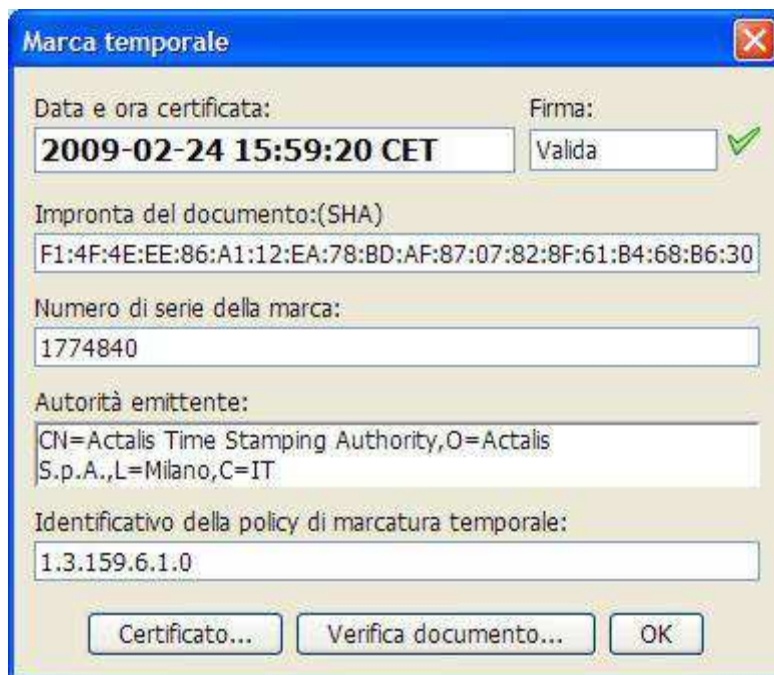 Marca temporale
Data e ora certificata:
Firma:
2009-02-24 15:59:20 CET
Valida
Impronta del documento:(SHA)
F1:4F:4E:EE:86:A1:12:EA:78:BD:AF:87:07:82:8F:61:B4:68:B6:30
Numero di serie della marca:
1774840
Autorità emittente:
CN=Actalis Time Stamping Authority,O=Actalis
S.p.A.,L=Milano,C=IT
Identificativo della policy di marcatura temporale:
1.3.159.6.1.0
Certificato...
Verifica documento...
OK